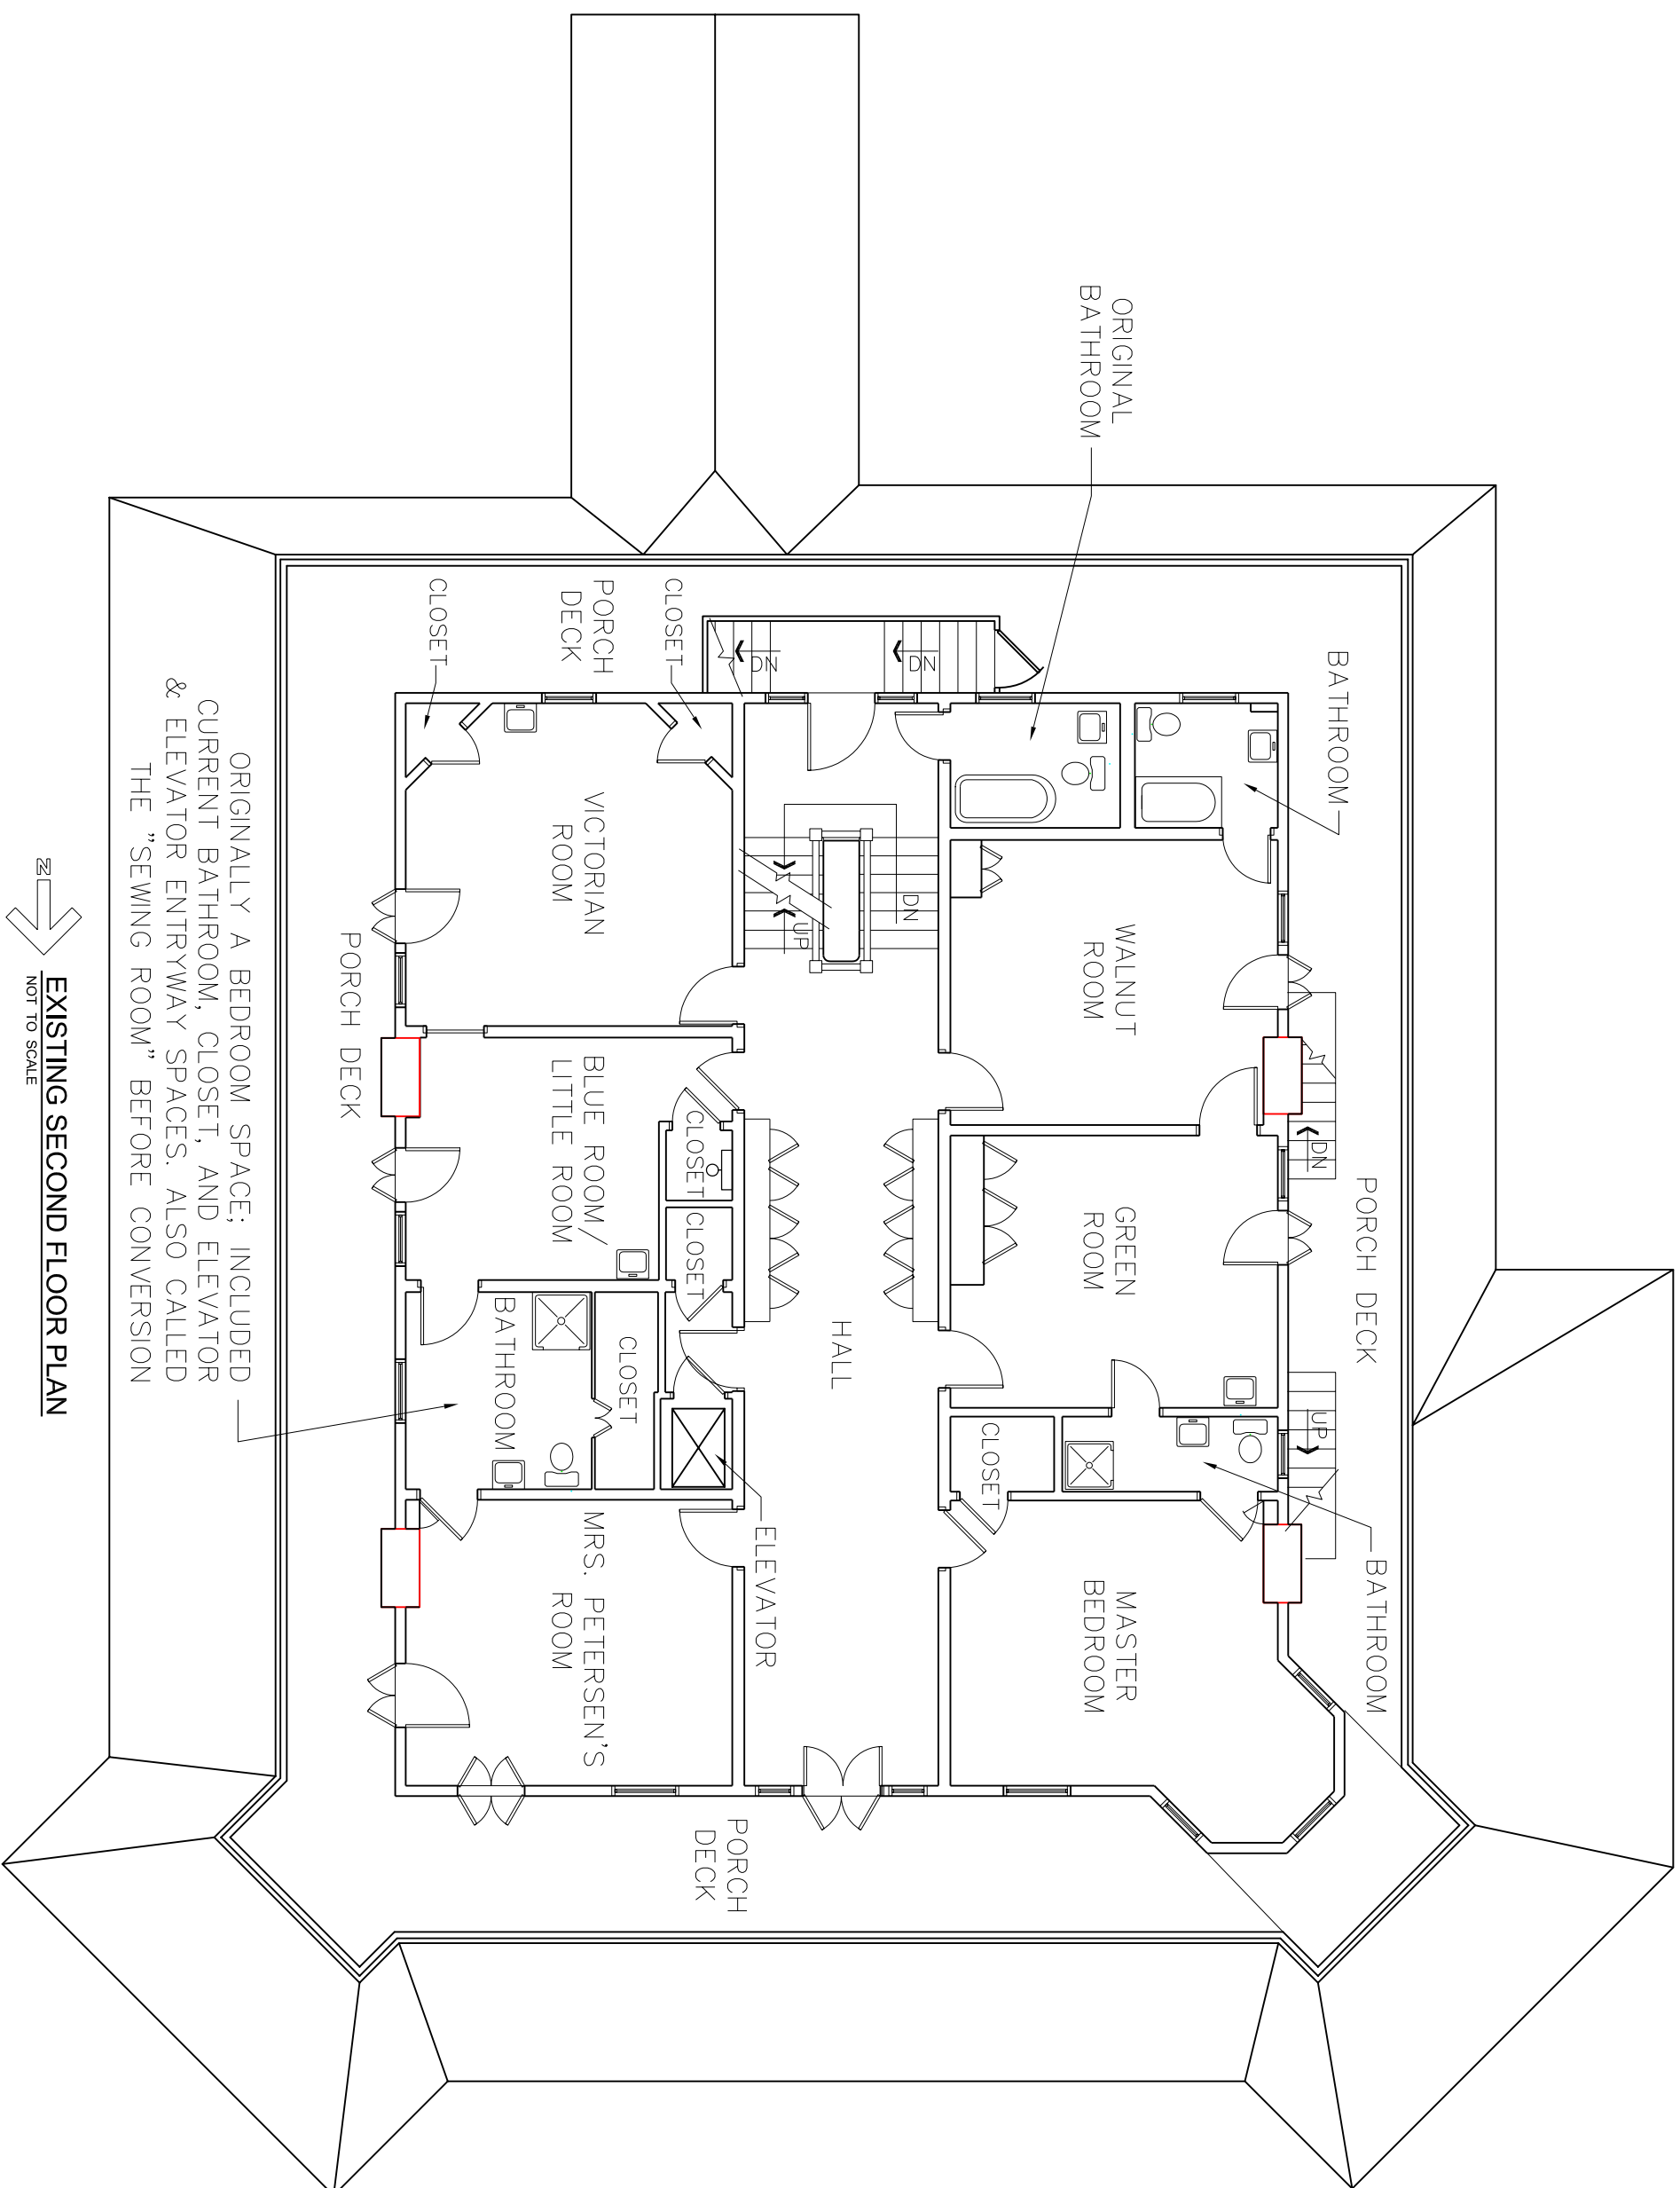 BATHROOM
ORIGINAL
BATHROOM
CLOSET
PORCH
DECK
CLOSET
DN
DN
DN
UP
VICTORIAN
ROOM
WALNUT
ROOM
DN
PORCH DECK
PORCH DECK
BLUE ROOM/
LITTLE ROOM
CLOSET
CLOSET
GREEN
ROOM
HALL
CLOSET
BATHROOM
CLOSET
UP
BATHROOM
ELEVATOR
MASTER
BEDROOM
MRS. PETERSEN'S
ROOM
PORCH
DECK
ORIGINALLY A BEDROOM SPACE; INCLUDED
CURRENT BATHROOM, CLOSET, AND ELEVATOR
& ELEVATOR ENTRYWAY SPACES. ALSO CALLED
THE "SEWING ROOM" BEFORE CONVERSION
N
EXISTING SECOND FLOOR PLAN
NOT TO SCALE